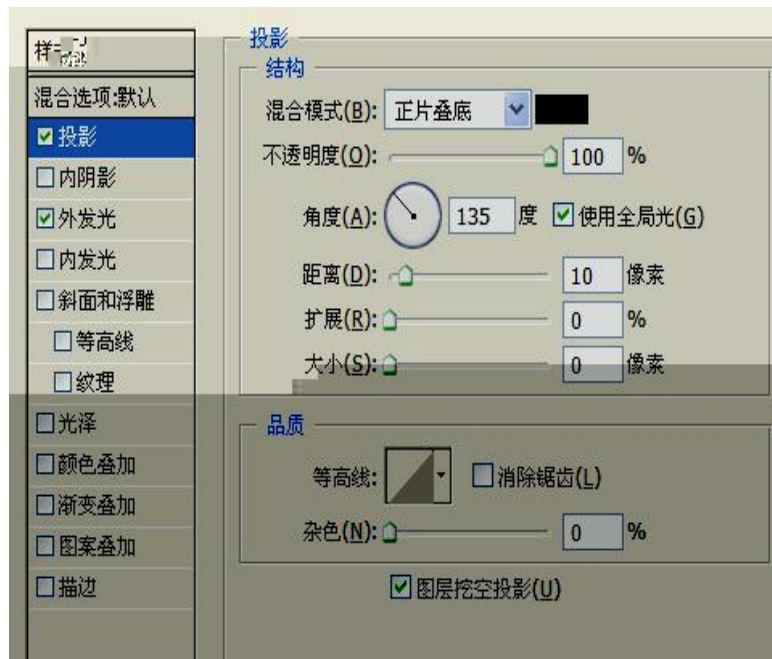 样
混合选项:默认
投影
内阴影
外发光
内发光
斜面和浮雕
等高线
纹理
光泽
颜色叠加
渐变叠加
图案叠加
描边
投影
结构
混合模式(B): 正片叠底
不透明度(O): 100 %
角度(A): 135 度 使用全局光(G)
距离(D): 10 像素
扩展(R): 0 %
大小(S): 0 像素
品质
等高线: 消除锯齿(L)
杂色(N): 0 %
图层挖空投影(U)